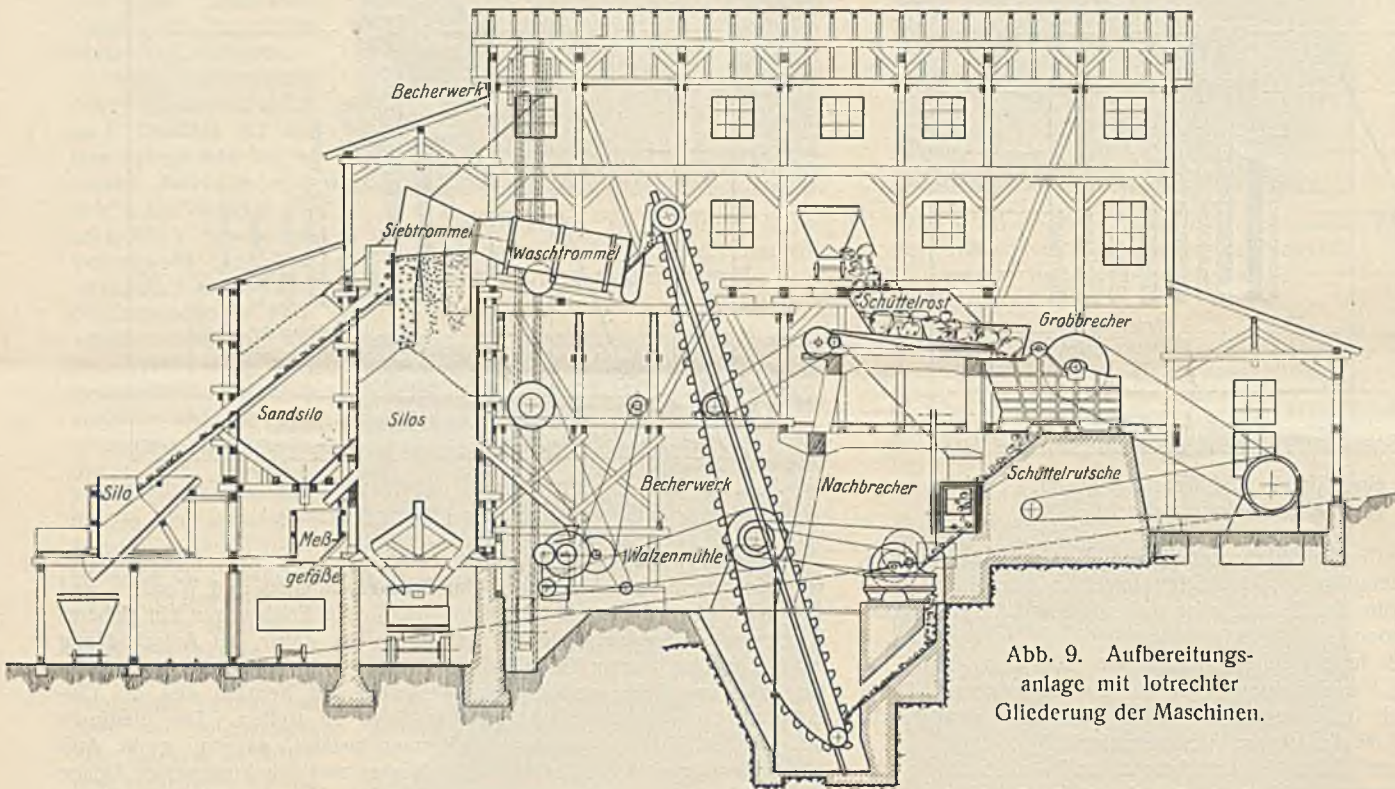 Becherwerk
Siebtrommel
Waschtrommel
Schüttelrost
Grobbrecher
Sandsilo
Silos
Silo
Becherwerk
Nachbrecher
Schüttelrutsche
Meß-
gefäße
Walzenmühle
Abb. 9. Aufbereitungs-
anlage mit lotrechter
Gliederung der Maschinen.